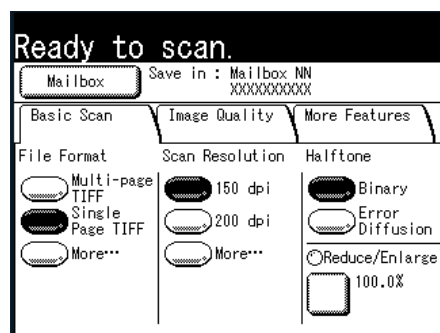 Ready to scan.
Mailbox
Save in : Mailbox NN
XXXXXXXXXX
Basic Scan
Image Quality
More Features
File Format
Multi-page
TIFF
Single
Page TIFF
More···
Scan Resolution
150 dpi
200 dpi
More···
Halftone
Binary
Error
Diffusion
Reduce/Enlarge
100.0%